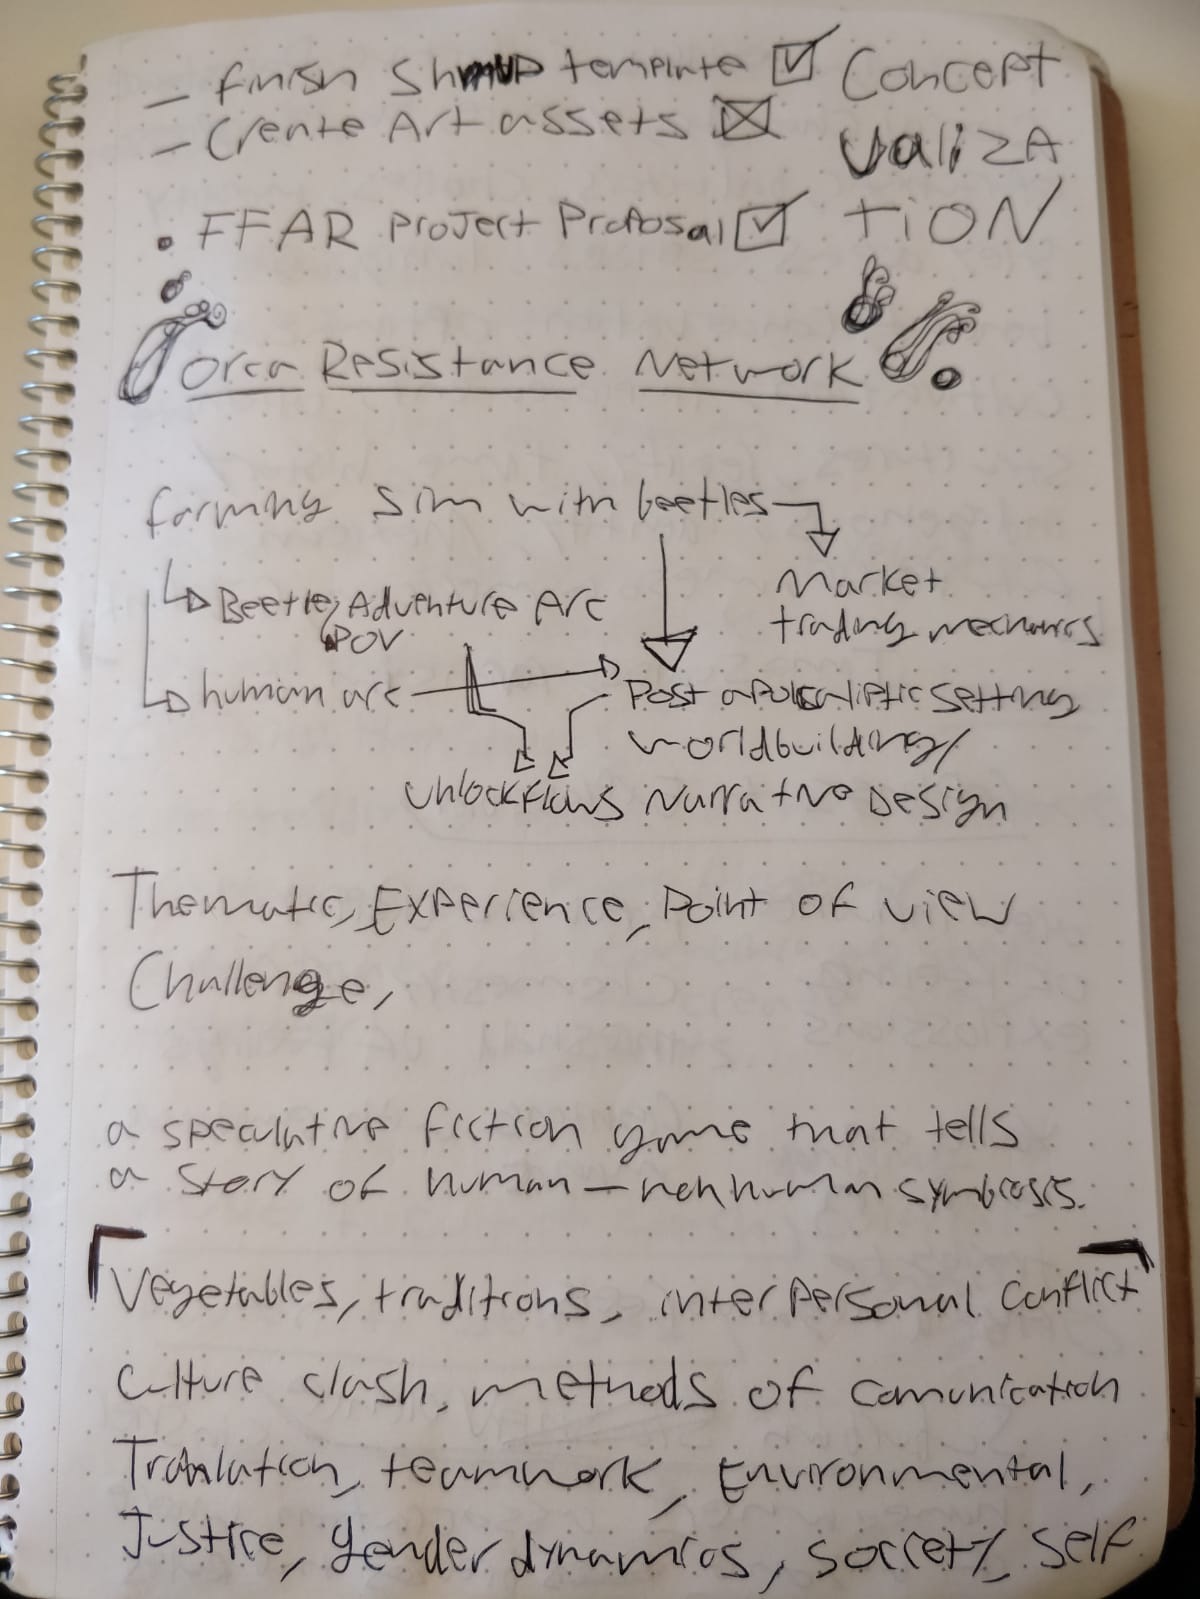 - finish Shmup template ☑
- Create Art assets ☒
Concept
ualiza
TiON
• FFAR Project Proposal ☑
Orca Resistance Network
farming sim with beetles
Market
trading mechanics
Beetle, Adventure Arc
POV
human arc
Post
setting
worldbuilding/
unlock flows Narrative Design
Thematic, Experience, Point of view
Challenge,
a speculative fiction game that tells
a story of human - nonhuman symbiosis.
Vegetables, traditions, interpersonal conflict
culture clash, methods of comunication
teamwork, Environmental,
Justice, gender dynamics, society, self